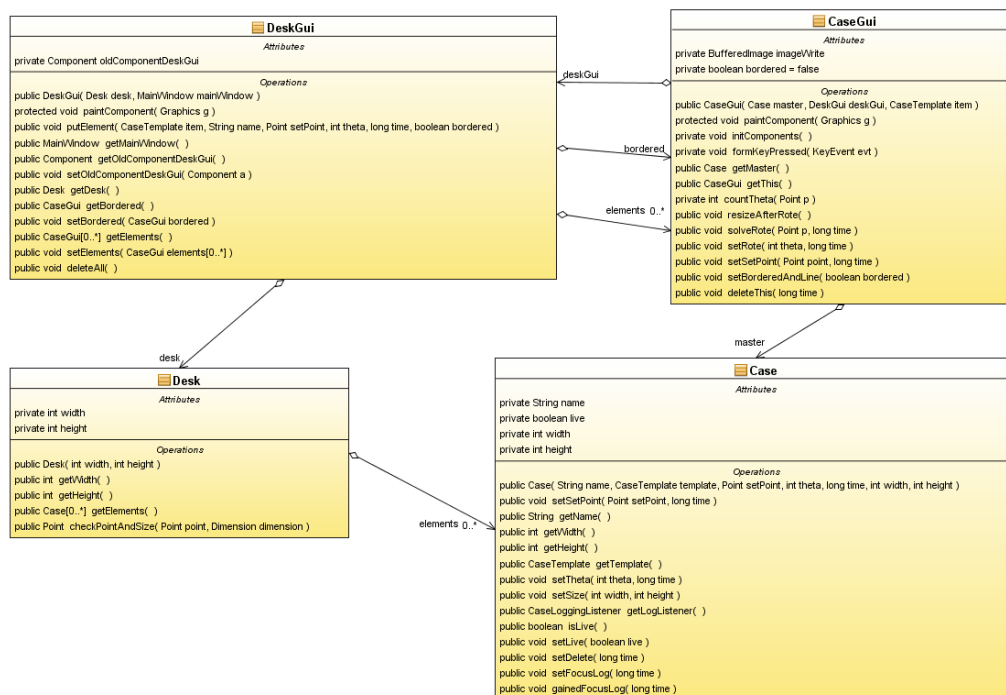 DeskGui
Attributes
private Component oldComponentDeskGui
Operations
public DeskGui( Desk desk, MainWindow mainWindow )
protected void paintComponent( Graphics g )
public void putElement( CaseTemplate item, String name, Point setPoint, int theta, long time, boolean bordered )
public MainWindow getMainWindow( )
public Component getOldComponentDeskGui( )
public void setOldComponentDeskGui( Component a )
public Desk getDesk( )
public CaseGui getBordered( )
public void setBordered( CaseGui bordered )
public CaseGui[0..*] getElements( )
public void setElements( CaseGui elements[0..*] )
public void deleteAll( )
deskGui
bordered
elements 0..*
CaseGui
Attributes
private BufferedImage imageWrite
private boolean bordered = false
Operations
public CaseGui( Case master, DeskGui deskGui, CaseTemplate item )
protected void paintComponent( Graphics g )
private void initComponents( )
private void formKeyPressed( KeyEvent evt )
public Case getMaster( )
public CaseGui getThis( )
private int countTheta( Point p )
public void resizeAfterRote( )
public void solveRote( Point p, long time )
public void setRote( int theta, long time )
public void setSetPoint( Point point, long time )
public void setBorderedAndLine( boolean bordered )
public void deleteThis( long time )
desk
master
Desk
Attributes
private int width
private int height
Operations
public Desk( int width, int height )
public int getWidth( )
public int getHeight( )
public Case[0..*] getElements( )
public Point checkPointAndSize( Point point, Dimension dimension )
elements 0..*
Case
Attributes
private String name
private boolean live
private int width
private int height
Operations
public Case( String name, CaseTemplate template, Point setPoint, int theta, long time, int width, int height )
public void setSetPoint( Point setPoint, long time )
public String getName( )
public int getWidth( )
public int getHeight( )
public CaseTemplate getTemplate( )
public void setTheta( int theta, long time )
public void setSize( int width, int height )
public CaseLoggingListener getLogListener( )
public boolean isLive( )
public void setLive( boolean live )
public void setDelete( long time )
public void setFocusLog( long time )
public void gainedFocusLog( long time )